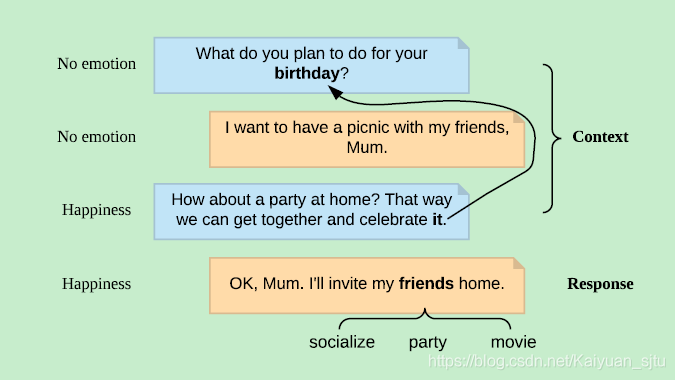 No emotion
What do you plan to do for your
birthday?
No emotion
I want to have a picnic with my friends,
Mum.
Context
Happiness
How about a party at home? That way
we can get together and celebrate it.
Happiness
OK, Mum. I'll invite my friends home.
Response
socialize party movie
https://blog.csdn.net/Kaiyuan_sjtu